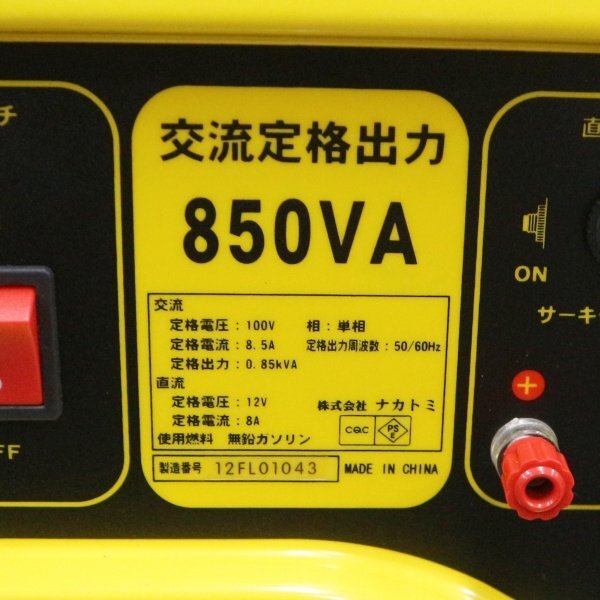 チ
OFF
交流定格出力
850VA
交流
定格電圧：100V 相：単相
定格電流：8.5A 定格出力周波数：50/60Hz
定格出力：0.85kVA
直流
定格電圧：12V
定格電流：8A
株式会社 ナカトミ
使用燃料 無鉛ガソリン
CQC PSE
製造番号 12FL01043 MADE IN CHINA
直
ON
サーキ
+